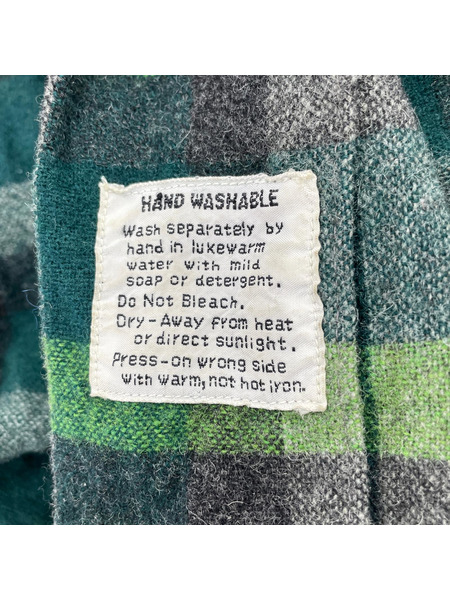 HAND WASHABLE
Wash separately by
hand in lukewarm
water with mild
soap or detergent.
Do Not Bleach.
Dry-Away from heat
or direct sunlight.
Press-on wrong side
with warm, not hot iron.